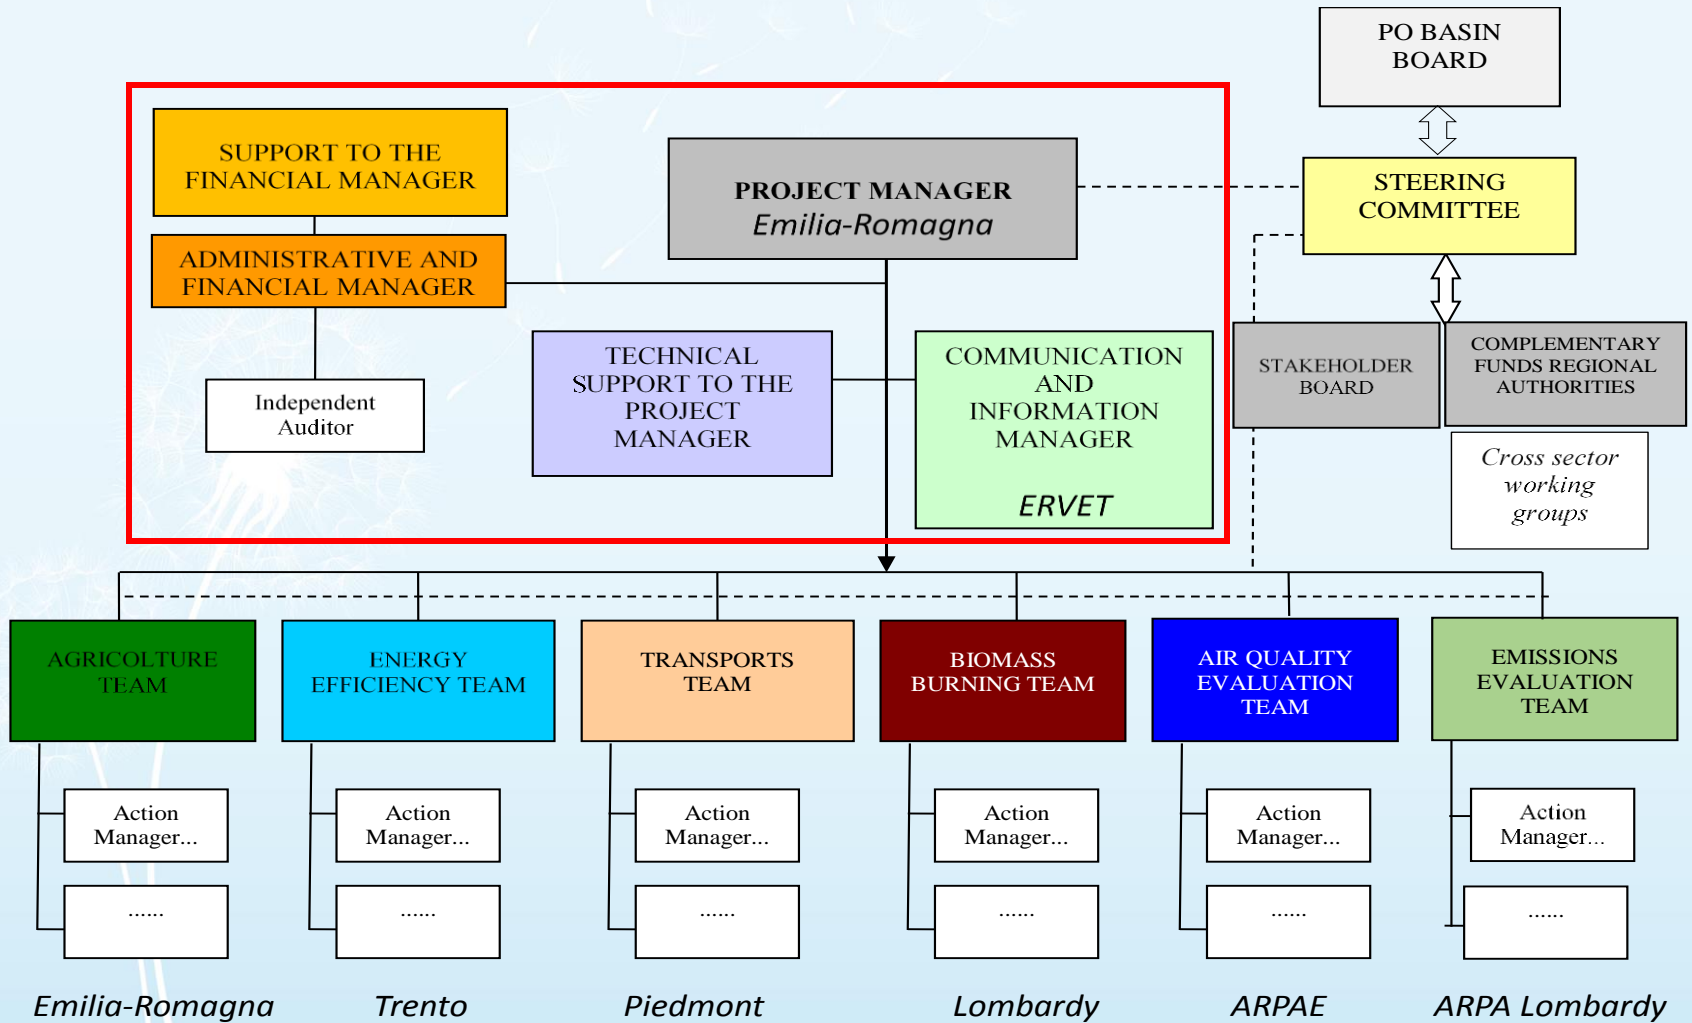 PO BASIN
BOARD
SUPPORT TO THE
FINANCIAL MANAGER
PROJECT MANAGER
Emilia-Romagna
STEERING
COMMITTEE
ADMINISTRATIVE AND
FINANCIAL MANAGER
TECHNICAL
SUPPORT TO THE
PROJECT
MANAGER
COMMUNICATION
AND
INFORMATION
MANAGER
ERVET
STAKEHOLDER
BOARD
COMPLEMENTARY
FUNDS REGIONAL
AUTHORITIES
Independent
Auditor
Cross sector
working
groups
AGRICOLTURE
TEAM
ENERGY
EFFICIENCY TEAM
TRANSPORTS
TEAM
BIOMASS
BURNING TEAM
AIR QUALITY
EVALUATION
TEAM
EMISSIONS
EVALUATION
TEAM
Action
Manager...
Action
Manager...
Action
Manager...
Action
Manager...
Action
Manager...
Action
Manager...
......
......
......
......
......
......
Emilia-Romagna
Trento
Piedmont
Lombardy
ARPAE
ARPA Lombardy